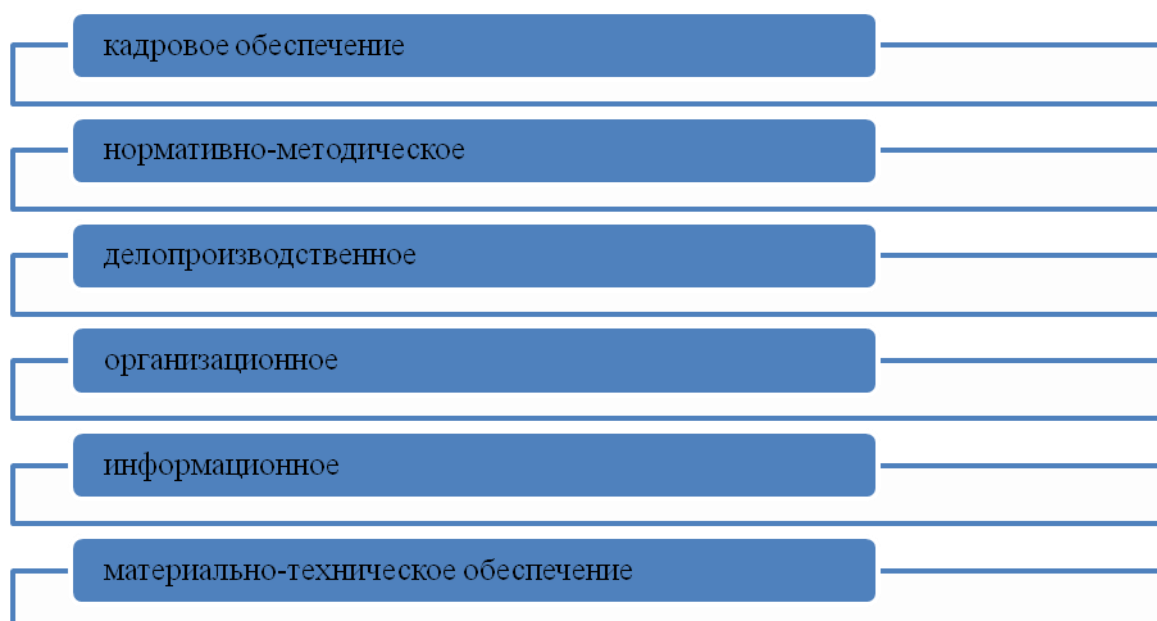 кадровое обеспечение
нормативно-методическое
делопроизводственное
организационное
информационное
материально-техническое обеспечение